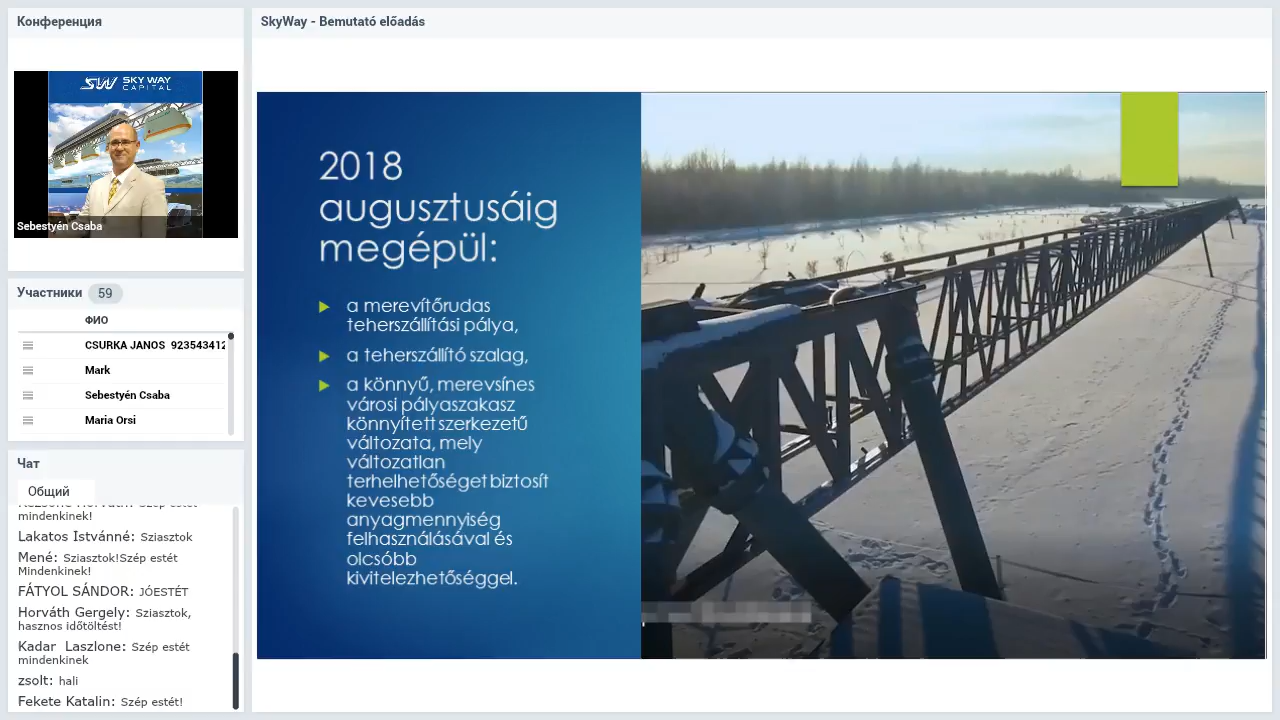 Конференция
SKY WAY
CAPITAL
Sebestyén Csaba
Участники 59
ФИО
CSURKA JANOS 923543412
Mark
Sebestyén Csaba
Maria Orsi
Чат
Общий
mindenkinek!
Lakatos Istvánné: Sziasztok
Mené: Sziasztok!Szép estét
Mindenkinek!
FÁTYOL SÁNDOR: JÓESTÉT
Horváth Gergely: Sziasztok,
hasznos időtöltést!
Kadar Laszlone: Szép estét
mindenkinek
zsolt: hali
Fekete Katalin: Szép estét!
SkyWay - Bemutató előadás
2018
augusztusáig
megépül:
a merevítőrudas
teherszállítási pálya,
a teherszállító szalag,
a könnyű, merevsínes
városi pályaszakasz
könnyített szerkezetű
változata, mely
változatlan
terhelhetőséget biztosít
kevesebb
anyagmennyiség
felhasználásával és
olcsóbb
kivitelezhetőséggel.